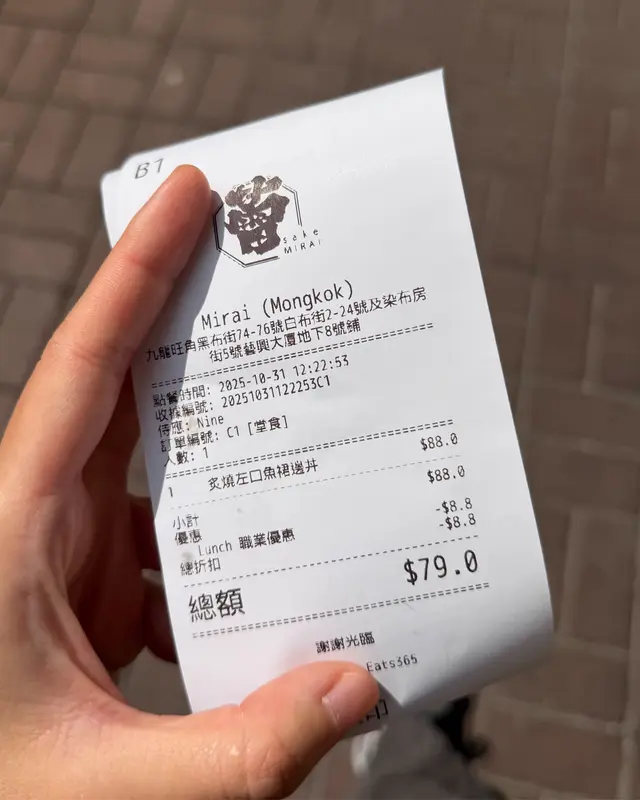 B1
sake
MIRAI
Mirai (Mongkok)
九龍旺角黑布街74-76號白布街2-24號及染布房
街5號藝興大廈地下8號舖
點餐時間: 2025-10-31 12:22:53
收據編號: 20251031122253C1
侍應: Nine
訂單編號: C1 [堂食]
人數: 1
1 炙燒左口魚裙邊丼 $88.0
小計 $88.0
優惠
Lunch 職業優惠 -$8.8
總折扣 -$8.8
總額 $79.0
謝謝光臨
Eats365